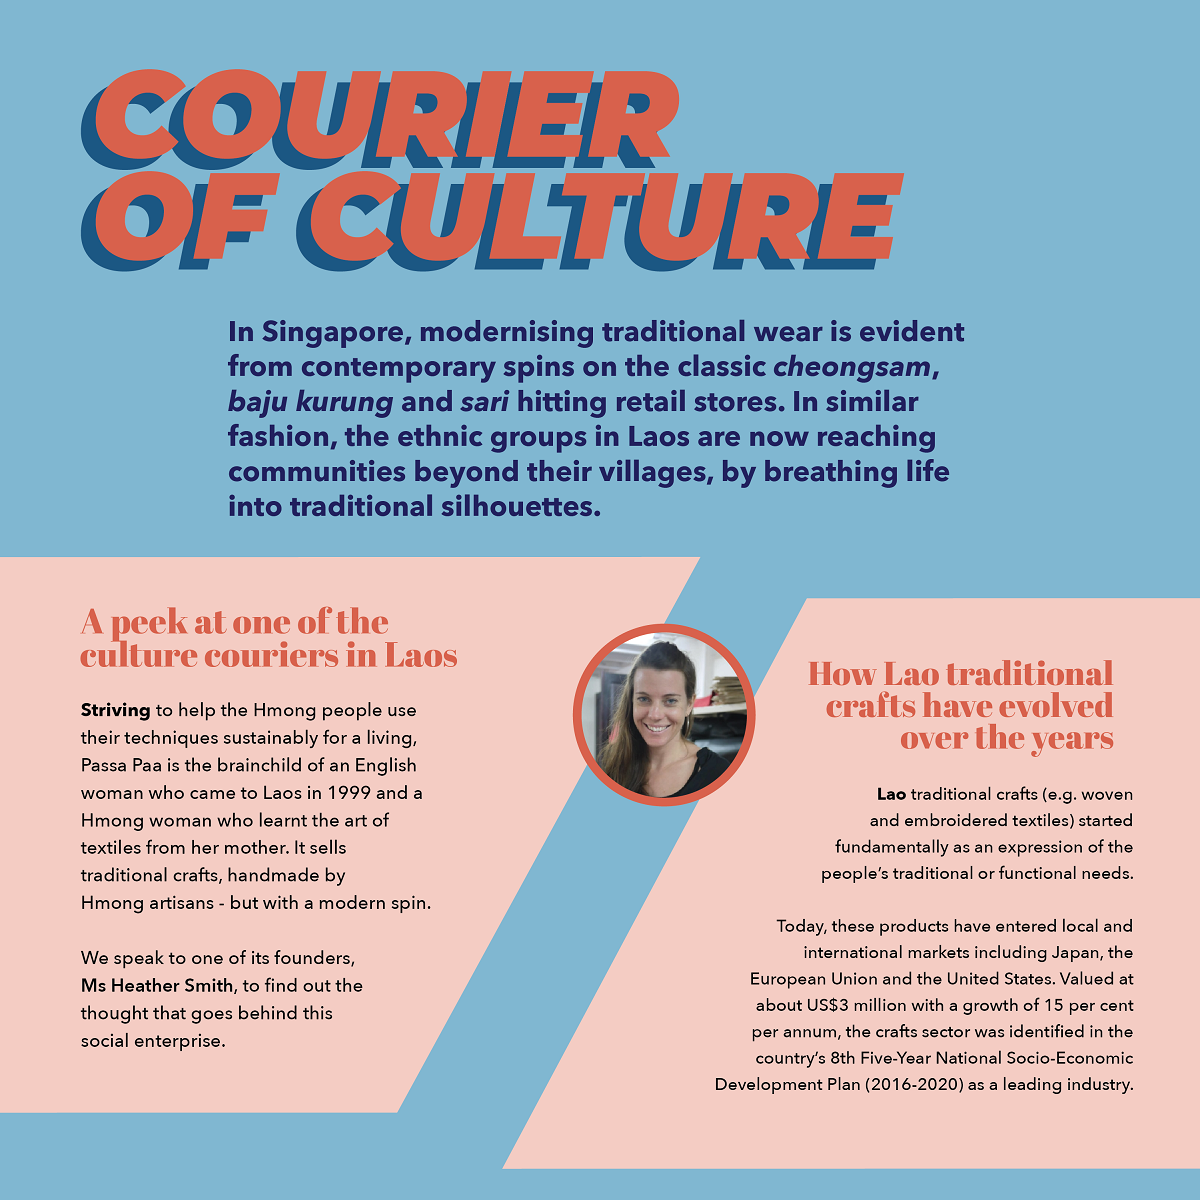 COURIER
OF CULTURE
In Singapore, modernising traditional wear is evident
from contemporary spins on the classic cheongsam,
baju kurung and sari hitting retail stores. In similar
fashion, the ethnic groups in Laos are now reaching
communities beyond their villages, by breathing life
into traditional silhouettes.
A peek at one of the
culture couriers in Laos
Striving to help the Hmong people use
their techniques sustainably for a living,
Passa Paa is the brainchild of an English
woman who came to Laos in 1999 and a
Hmong woman who learnt the art of
textiles from her mother. It sells
traditional crafts, handmade by
Hmong artisans - but with a modern spin.
We speak to one of its founders,
Ms Heather Smith, to find out the
thought that goes behind this
social enterprise.
How Lao traditional
crafts have evolved
over the years
Lao traditional crafts (e.g. woven
and embroidered textiles) started
fundamentally as an expression of the
people's traditional or functional needs.
Today, these products have entered local and
international markets including Japan, the
European Union and the United States. Valued at
about US$3 million with a growth of 15 per cent
per annum, the crafts sector was identified in the
country's 8th Five-Year National Socio-Economic
Development Plan (2016-2020) as a leading industry.